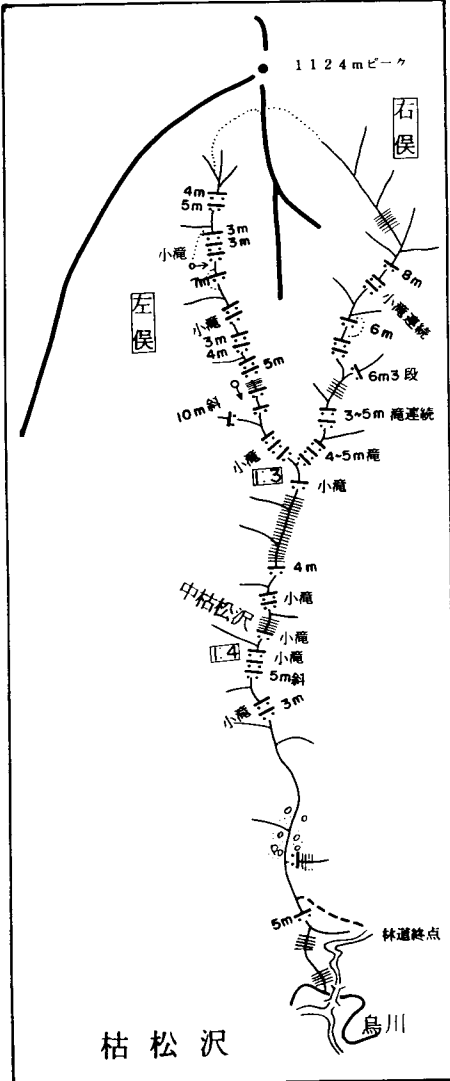 1124mピーク
右俣
4m
5m
3m
3m
小滝
8m
7m
小滝連続
左俣
小滝
6m
3m
4m
5m
6m3段
10m斜
3~5m滝連続
小滝
4~5m滝
1:3
小滝
4m
小滝
中枯松沢
小滝
1:4
小滝
5m斜
3m
小滝
5m
林道終点
烏川
枯松沢